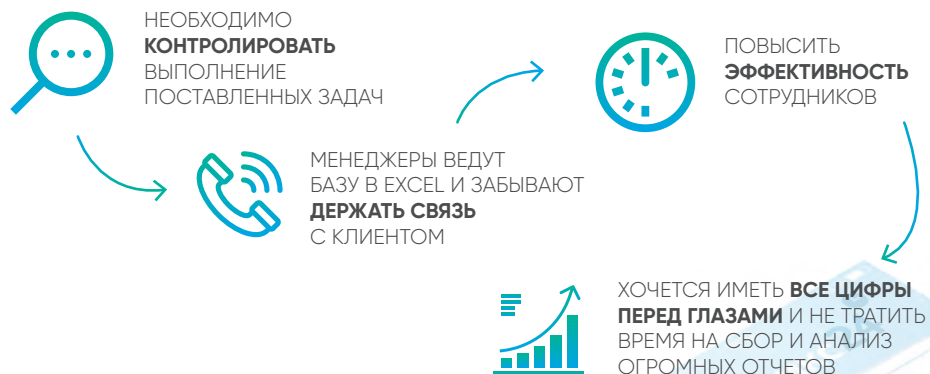 НЕОБХОДИМО
КОНТРОЛИРОВАТЬ
ВЫПОЛНЕНИЕ
ПОСТАВЛЕННЫХ ЗАДАЧ
МЕНЕДЖЕРЫ ВЕДУТ
БАЗУ В EXCEL И ЗАБЫВАЮТ
ДЕРЖАТЬ СВЯЗЬ
С КЛИЕНТОМ
ПОВЫСИТЬ
ЭФФЕКТИВНОСТЬ
СОТРУДНИКОВ
ХОЧЕТСЯ ИМЕТЬ ВСЕ ЦИФРЫ
ПЕРЕД ГЛАЗАМИ И НЕ ТРАТИТЬ
ВРЕМЯ НА СБОР И АНАЛИЗ
ОГРОМНЫХ ОТЧЕТОВ